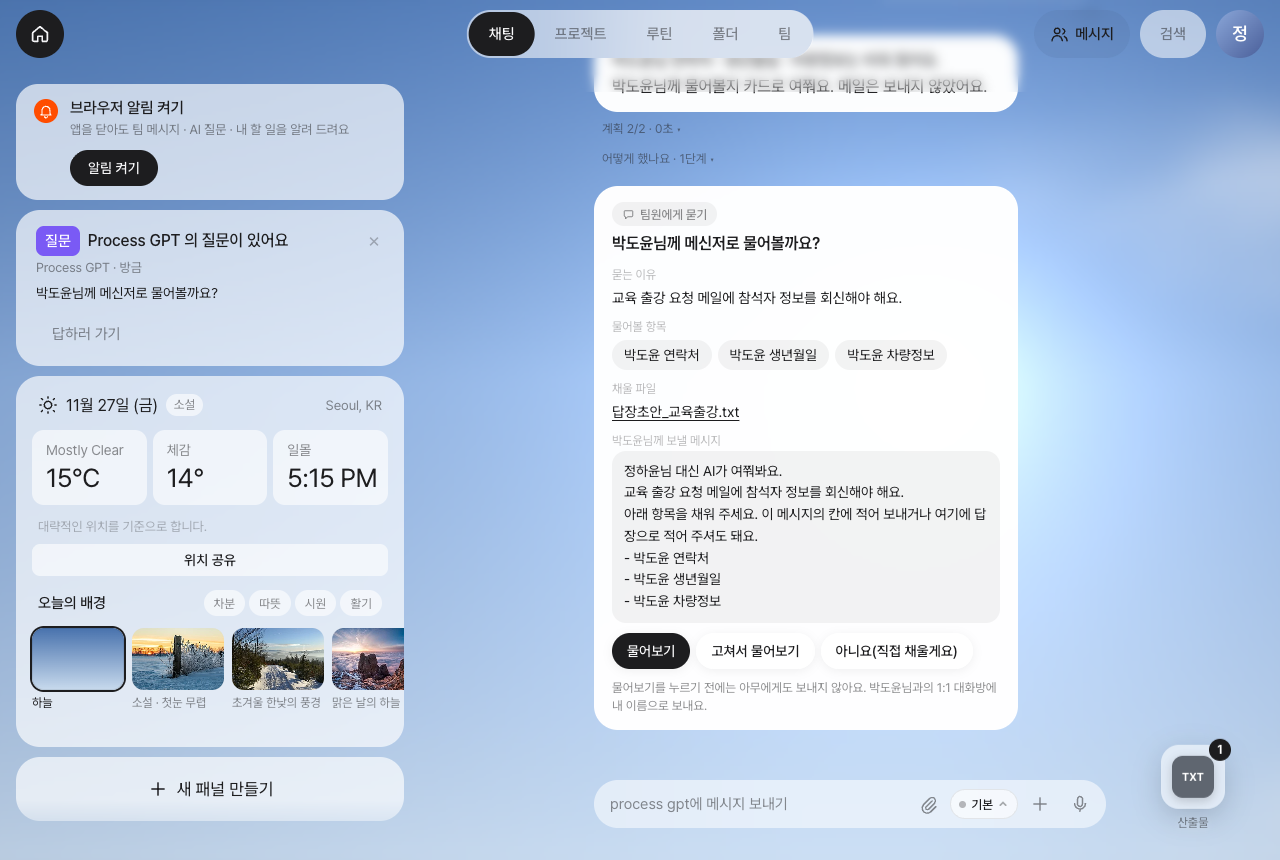 채팅
프로젝트
루틴
폴더
팀
메시지
검색
정
브라우저 알림 켜기
앱을 닫아도 팀 메시지 · AI 질문 · 내 할 일을 알려 드려요
알림 켜기
질문 Process GPT 의 질문이 있어요
Process GPT · 방금
박도윤님께 메신저로 물어볼까요?
답하러 가기
11월 27일 (금) 소설 Seoul, KR
Mostly Clear
15°C
체감
14°
일몰
5:15 PM
대략적인 위치를 기준으로 합니다.
위치 공유
오늘의 배경 차분 따뜻 시원 활기
하늘
소설 · 첫눈 무렵
초겨울 한낮의 풍경
맑은 날의 하늘
새 패널 만들기
박도윤님께 물어볼지 카드로 여쭤요. 메일은 보내지 않았어요.
계획 2/2 · 0초
어떻게 했나요 · 1단계
팀원에게 묻기
박도윤님께 메신저로 물어볼까요?
묻는 이유
교육 출강 요청 메일에 참석자 정보를 회신해야 해요.
물어볼 항목
박도윤 연락처 박도윤 생년월일 박도윤 차량정보
채울 파일
답장초안_교육출강.txt
박도윤님께 보낼 메시지
정하윤님 대신 AI가 여쭤봐요.
교육 출강 요청 메일에 참석자 정보를 회신해야 해요.
아래 항목을 채워 주세요. 이 메시지의 칸에 적어 보내거나 여기에 답
장으로 적어 주셔도 돼요.
- 박도윤 연락처
- 박도윤 생년월일
- 박도윤 차량정보
물어보기 고쳐서 물어보기 아니요(직접 채울게요)
물어보기를 누르기 전에는 아무에게도 보내지 않아요. 박도윤님과의 1:1 대화방에
내 이름으로 보내요.
process gpt에 메시지 보내기
기본
1
TXT
산출물